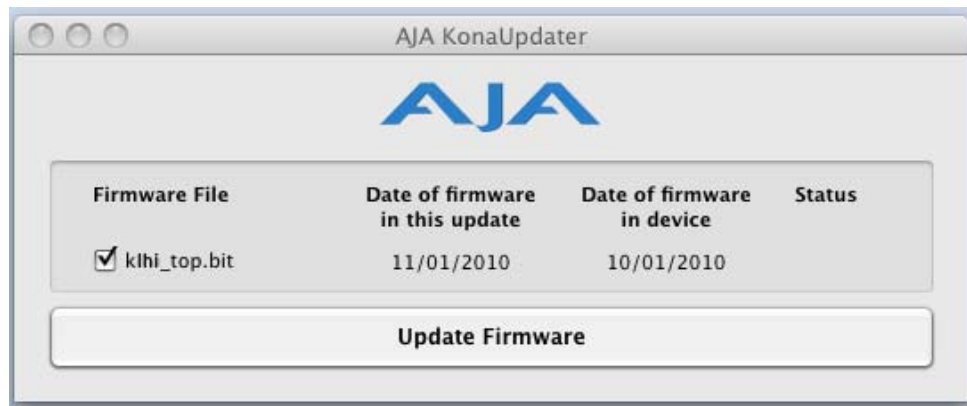 AJA KonaUpdater
AJA
Firmware File
Date of firmware
in this update
Date of firmware
in device
Status
klhi_top.bit
11/01/2010
10/01/2010
Update Firmware